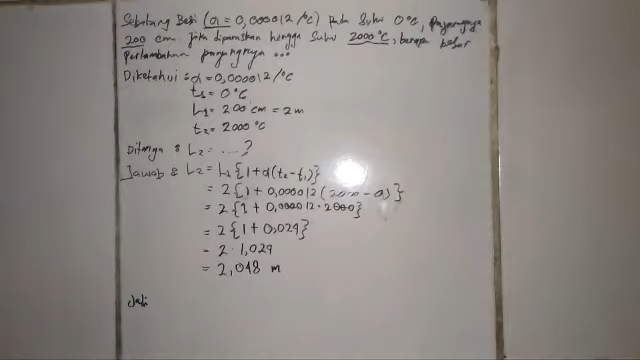 Sebatang Besi (α = 0,000012/°C) pada Suhu 0°C, panjangnya
200 cm Jika dipanaskan hingga Suhu 2000°C, berapa besar
Pertambahan panjangnya ...
Diketahui : α = 0,000012/°C
t₁ = 0°C
L₁ = 200 cm = 2 m
t₂ = 2000°C
Ditanya : L₂ = .... ?
Jawab : L₂ = L₁ {1 + α (t₂ - t₁)}
= 2 {1 + 0,000012 (2000 - 0)}
= 2 {1 + 0,000012 · 2000}
= 2 {1 + 0,024}
= 2 · 1,024
= 2,048 m
Jadi